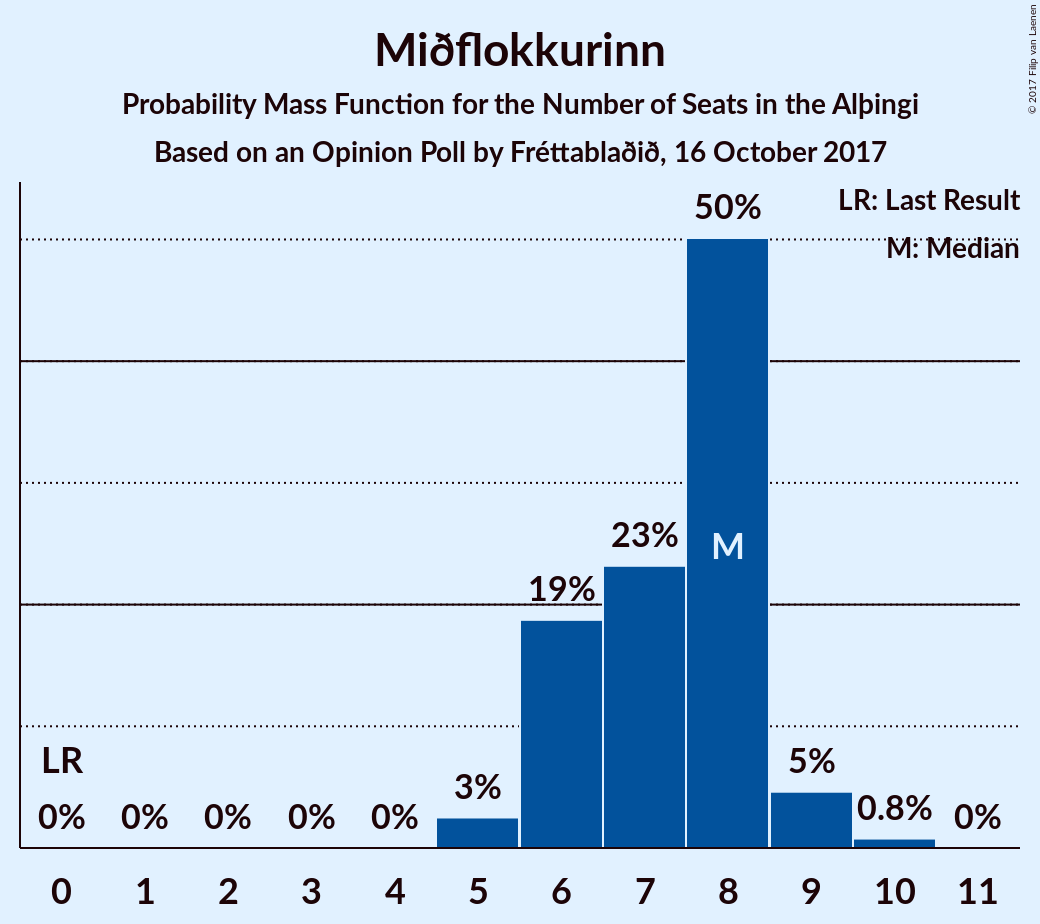 Miðflokkurinn
Probability Mass Function for the Number of Seats in the Alþingi
Based on an Opinion Poll by Fréttablaðið, 16 October 2017
© 2017 Filip van Laenen
LR: Last Result
M: Median
50%
23%
M
19%
LR
0% 0% 0% 0% 0% 3% 5% 0.8% 0%
0 1 2 3 4 5 6 7 8 9 10 11